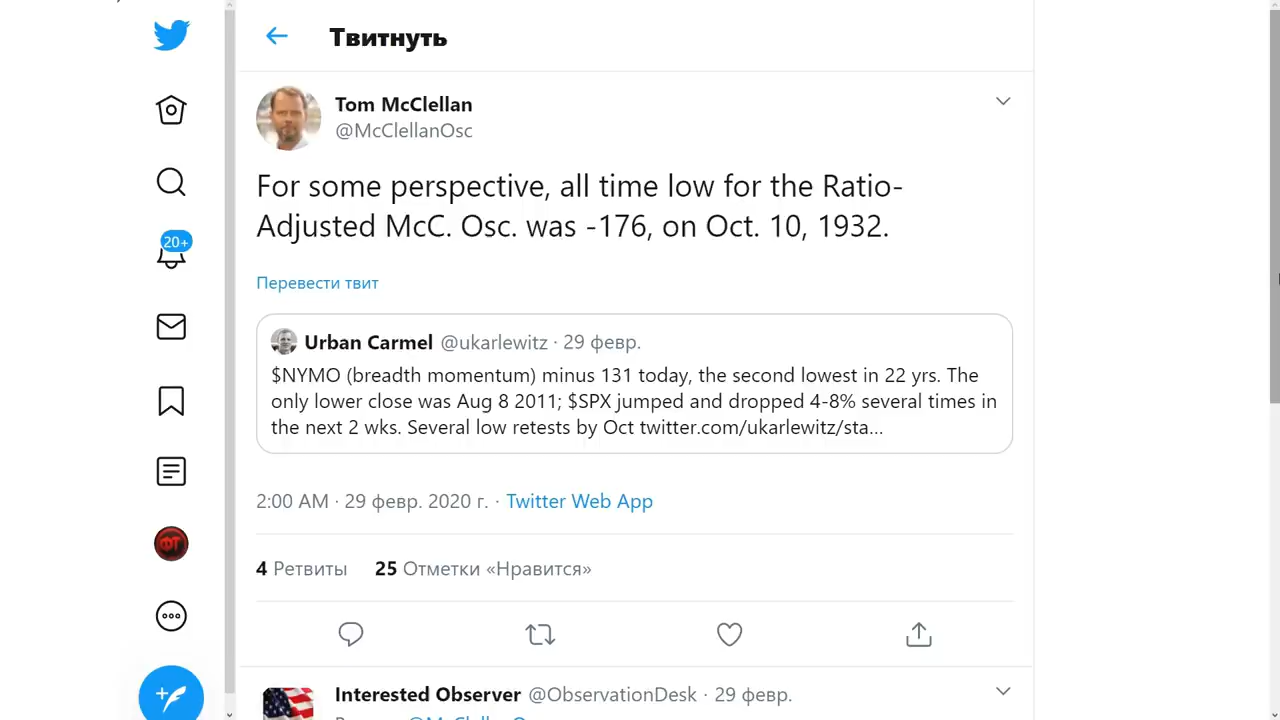 Твитнуть
Tom McClellan
@McClellanOsc
For some perspective, all time low for the Ratio-
Adjusted McC. Osc. was -176, on Oct. 10, 1932.
20+
Перевести твит
Urban Carmel @ukarlewitz · 29 февр.
$NYMO (breadth momentum) minus 131 today, the second lowest in 22 yrs. The
only lower close was Aug 8 2011; $SPX jumped and dropped 4-8% several times in
the next 2 wks. Several low retests by Oct twitter.com/ukarlewitz/sta...
2:00 AM · 29 февр. 2020 г. · Twitter Web App
ФТ
4 Ретвиты 25 Отметки «Нравится»
Interested Observer @ObservationDesk · 29 февр.